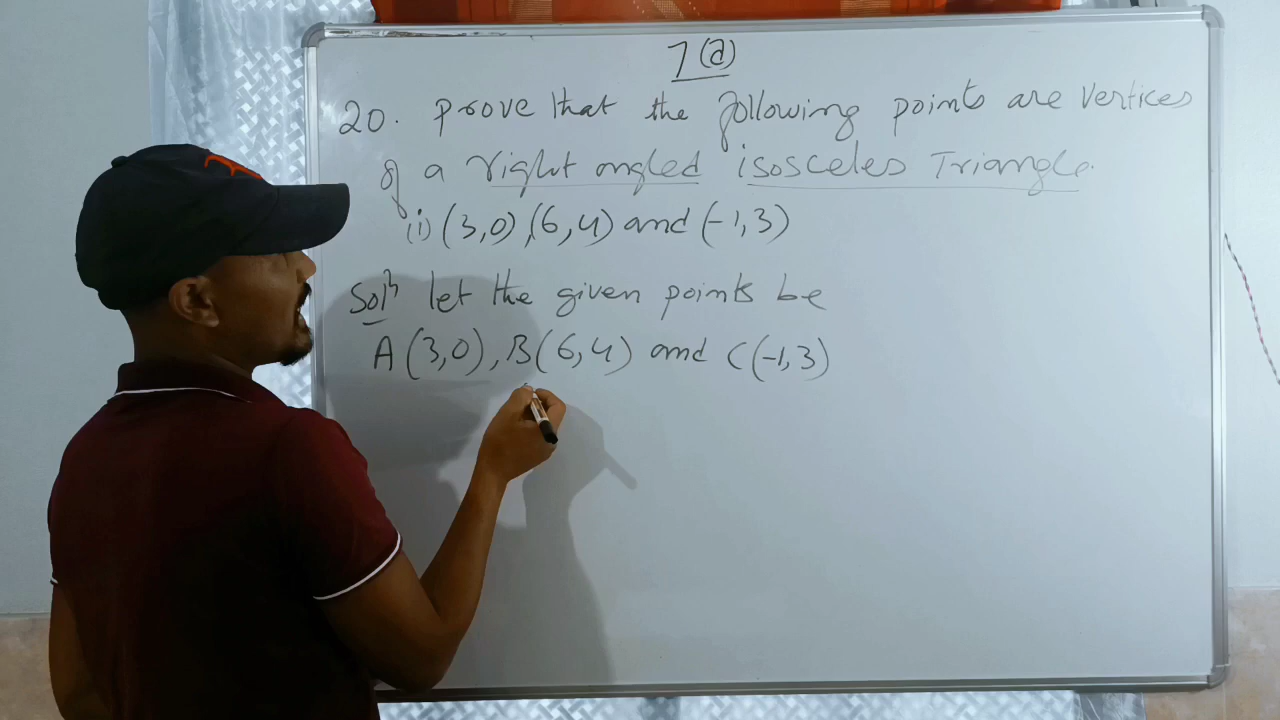 7(a)
20. Prove that the following points are vertices
of a right angled isosceles Triangle.
(i) (3,0), (6,4) and (-1,3)
Soln let the given points be
A (3,0), B (6,4) and C (-1,3)